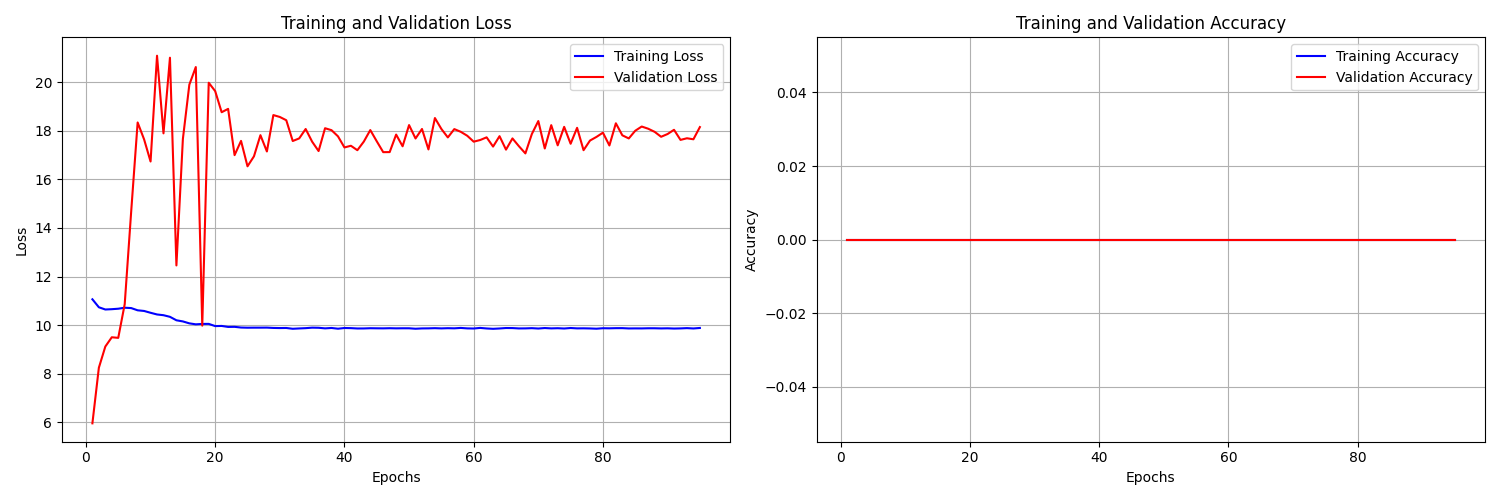 Training and Validation Loss
Training Loss
Validation Loss
20
18
16
14
12
10
8
6
Loss
0
20
40
60
80
Epochs
Training and Validation Accuracy
Training Accuracy
Validation Accuracy
0.04
0.02
0.00
−0.02
−0.04
Accuracy
0
20
40
60
80
Epochs